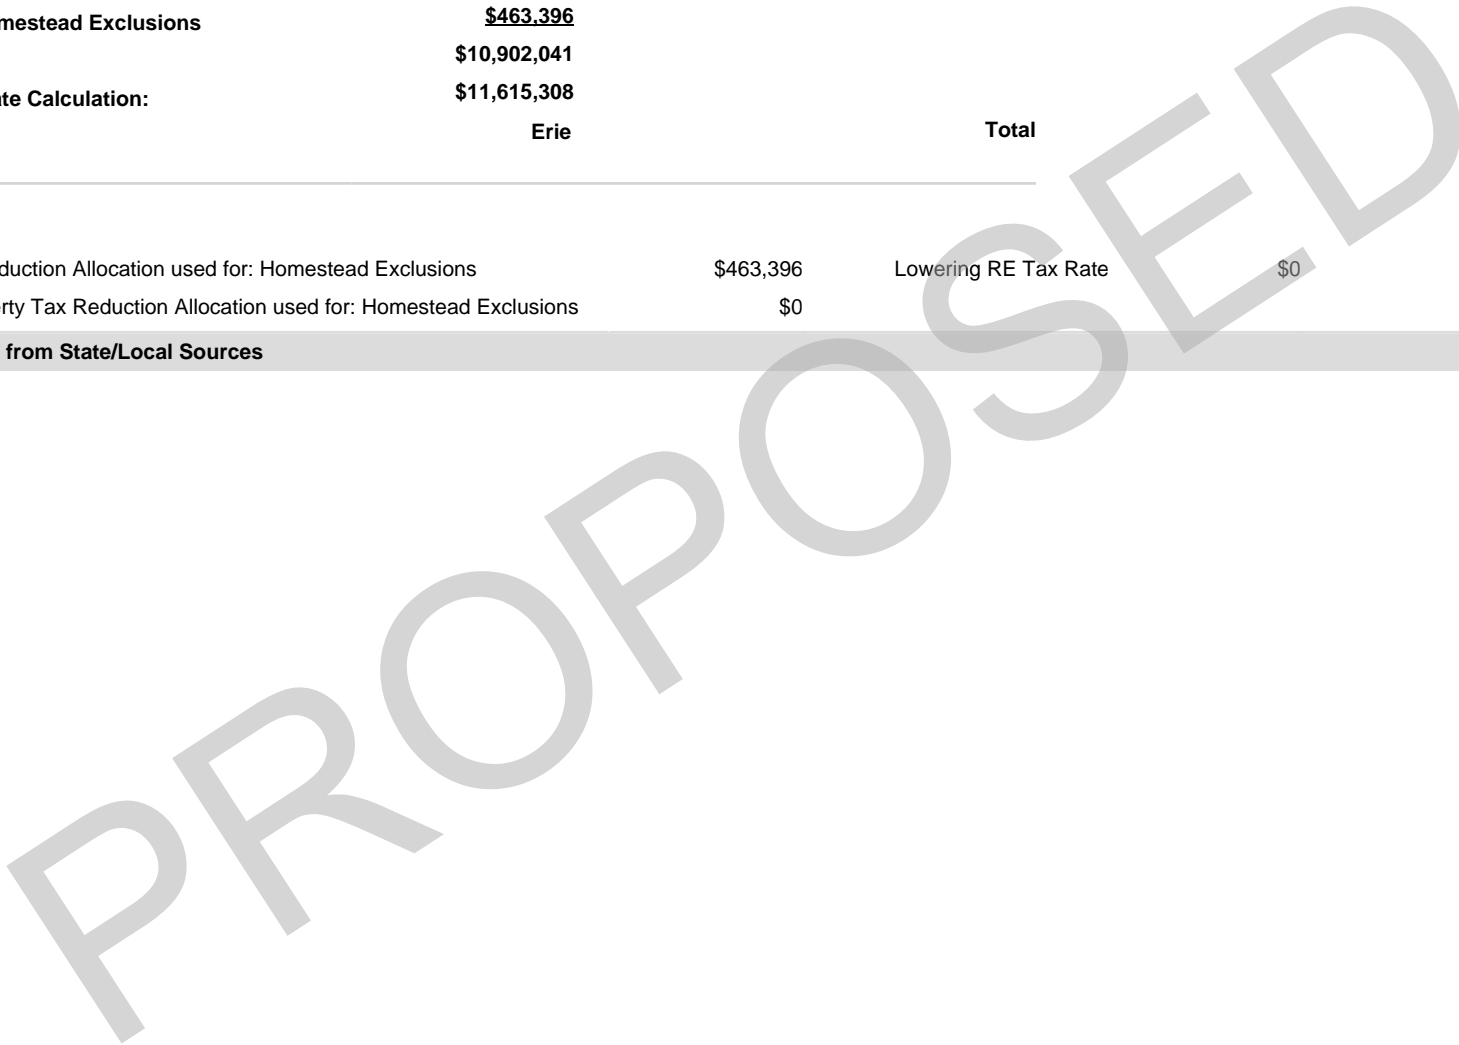 mestead Exclusions $463,396
$10,902,041
ate Calculation: $11,615,308
Erie Total
duction Allocation used for: Homestead Exclusions $463,396 Lowering RE Tax Rate $0
rty Tax Reduction Allocation used for: Homestead Exclusions $0
from State/Local Sources
PROPOSED